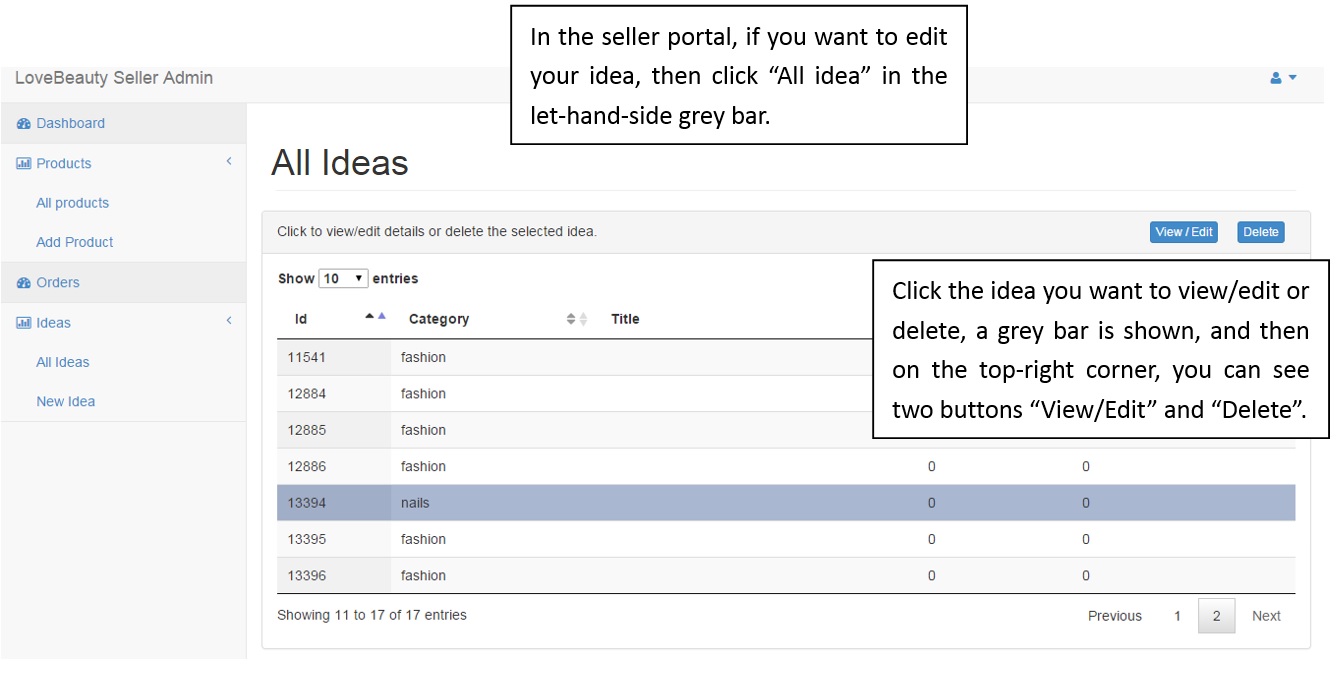 In the seller portal, if you want to edit
your idea, then click “All idea” in the
let-hand-side grey bar.
LoveBeauty Seller Admin
Dashboard
Products
All products
Add Product
Orders
Ideas
All Ideas
New Idea
All Ideas
Click to view/edit details or delete the selected idea.
View / Edit Delete
Show 10 entries
Id Category Title
11541 fashion
12884 fashion
12885 fashion
12886 fashion 0 0
13394 nails 0 0
13395 fashion 0 0
13396 fashion 0 0
Showing 11 to 17 of 17 entries
Previous 1 2 Next
Click the idea you want to view/edit or
delete, a grey bar is shown, and then
on the top-right corner, you can see
two buttons “View/Edit” and “Delete”.